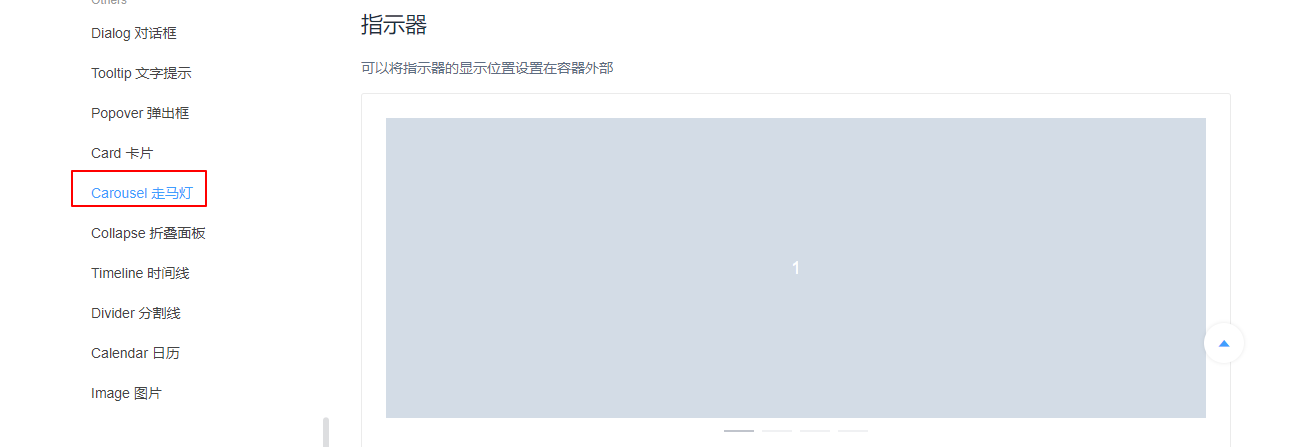 Others
Dialog 对话框
Tooltip 文字提示
Popover 弹出框
Card 卡片
Carousel 走马灯
Collapse 折叠面板
Timeline 时间线
Divider 分割线
Calendar 日历
Image 图片
指示器
可以将指示器的显示位置设置在容器外部
1